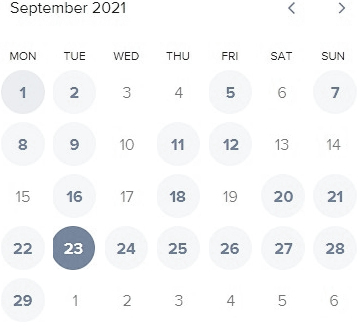 September 2021
MON TUE WED THU FRI SAT SUN
1 2 3 4 5 6 7
8 9 10 11 12 13 14
15 16 17 18 19 20 21
22 23 24 25 26 27 28
29 1 2 3 4 5 6